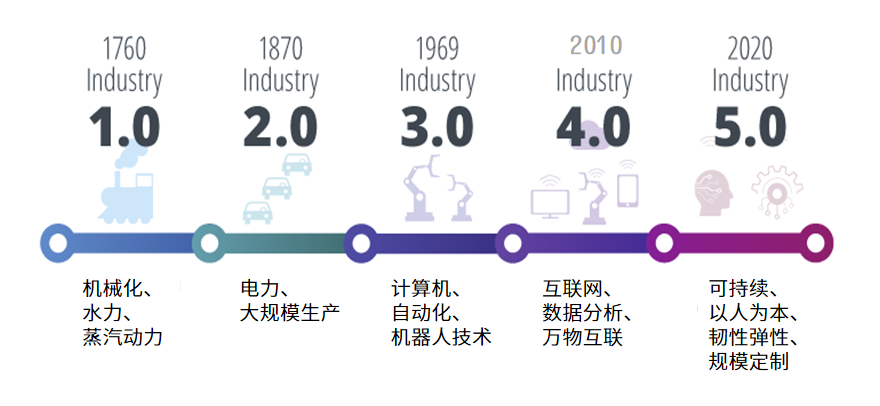 1760
Industry
1.0
1870
Industry
2.0
1969
Industry
3.0
2010
Industry
4.0
2020
Industry
5.0
机械化、
水力、
蒸汽动力
电力、
大规模生产
计算机、
自动化、
机器人技术
互联网、
数据分析、
万物互联
可持续、
以人为本、
韧性弹性、
规模定制